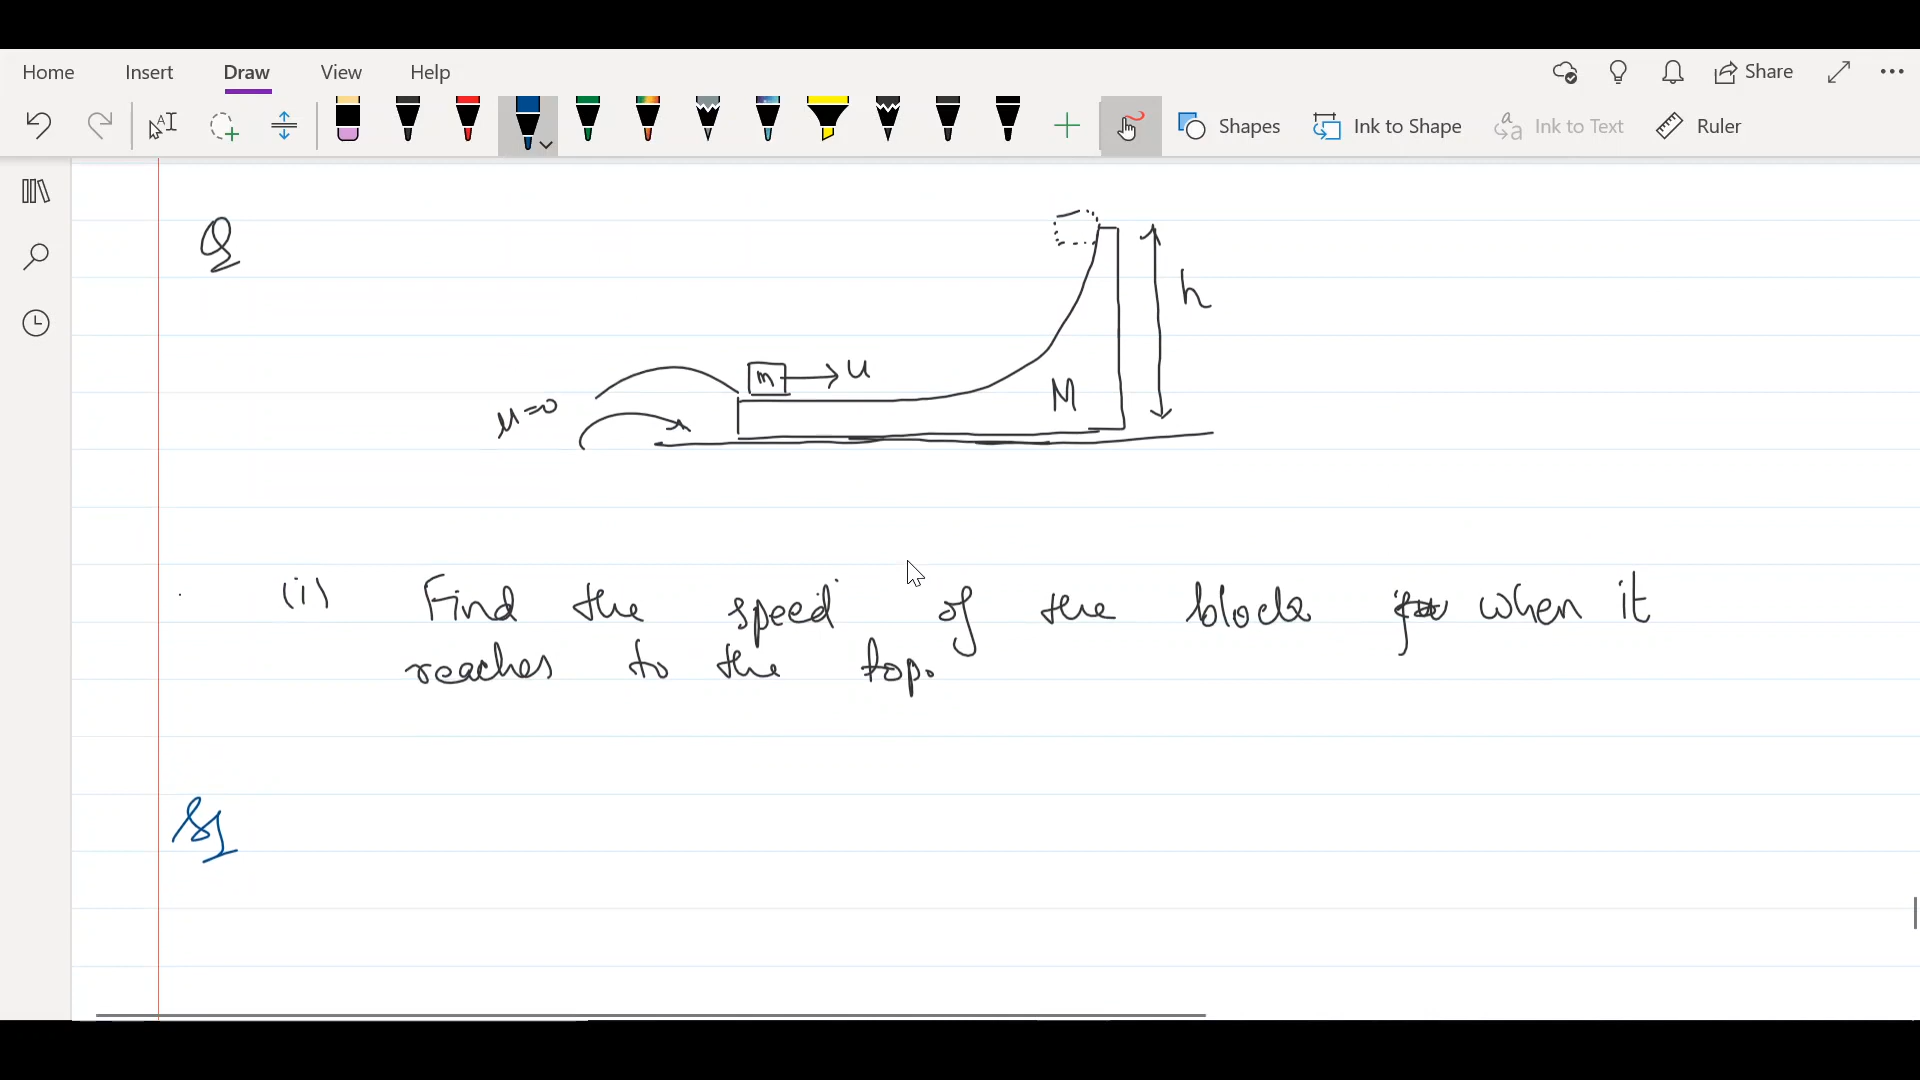 Home Insert Draw View Help
Share
Shapes Ink to Shape Ink to Text Ruler
Q
h
m → u
M
μ=0
(i) Find the speed of the block when it
reaches to the top.